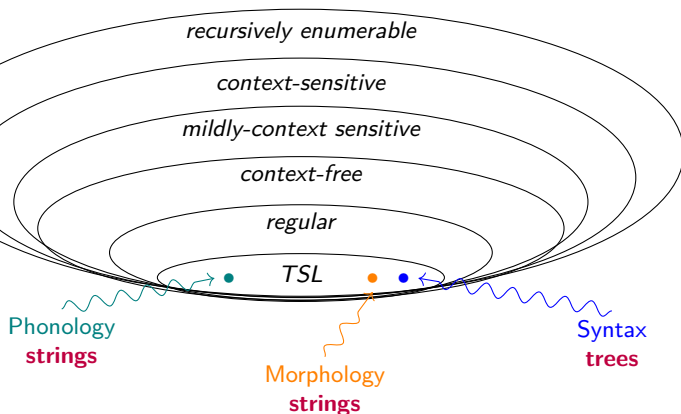 recursively enumerable
context-sensitive
mildly-context sensitive
context-free
regular
TSL
Phonology
strings
Morphology
strings
Syntax
trees